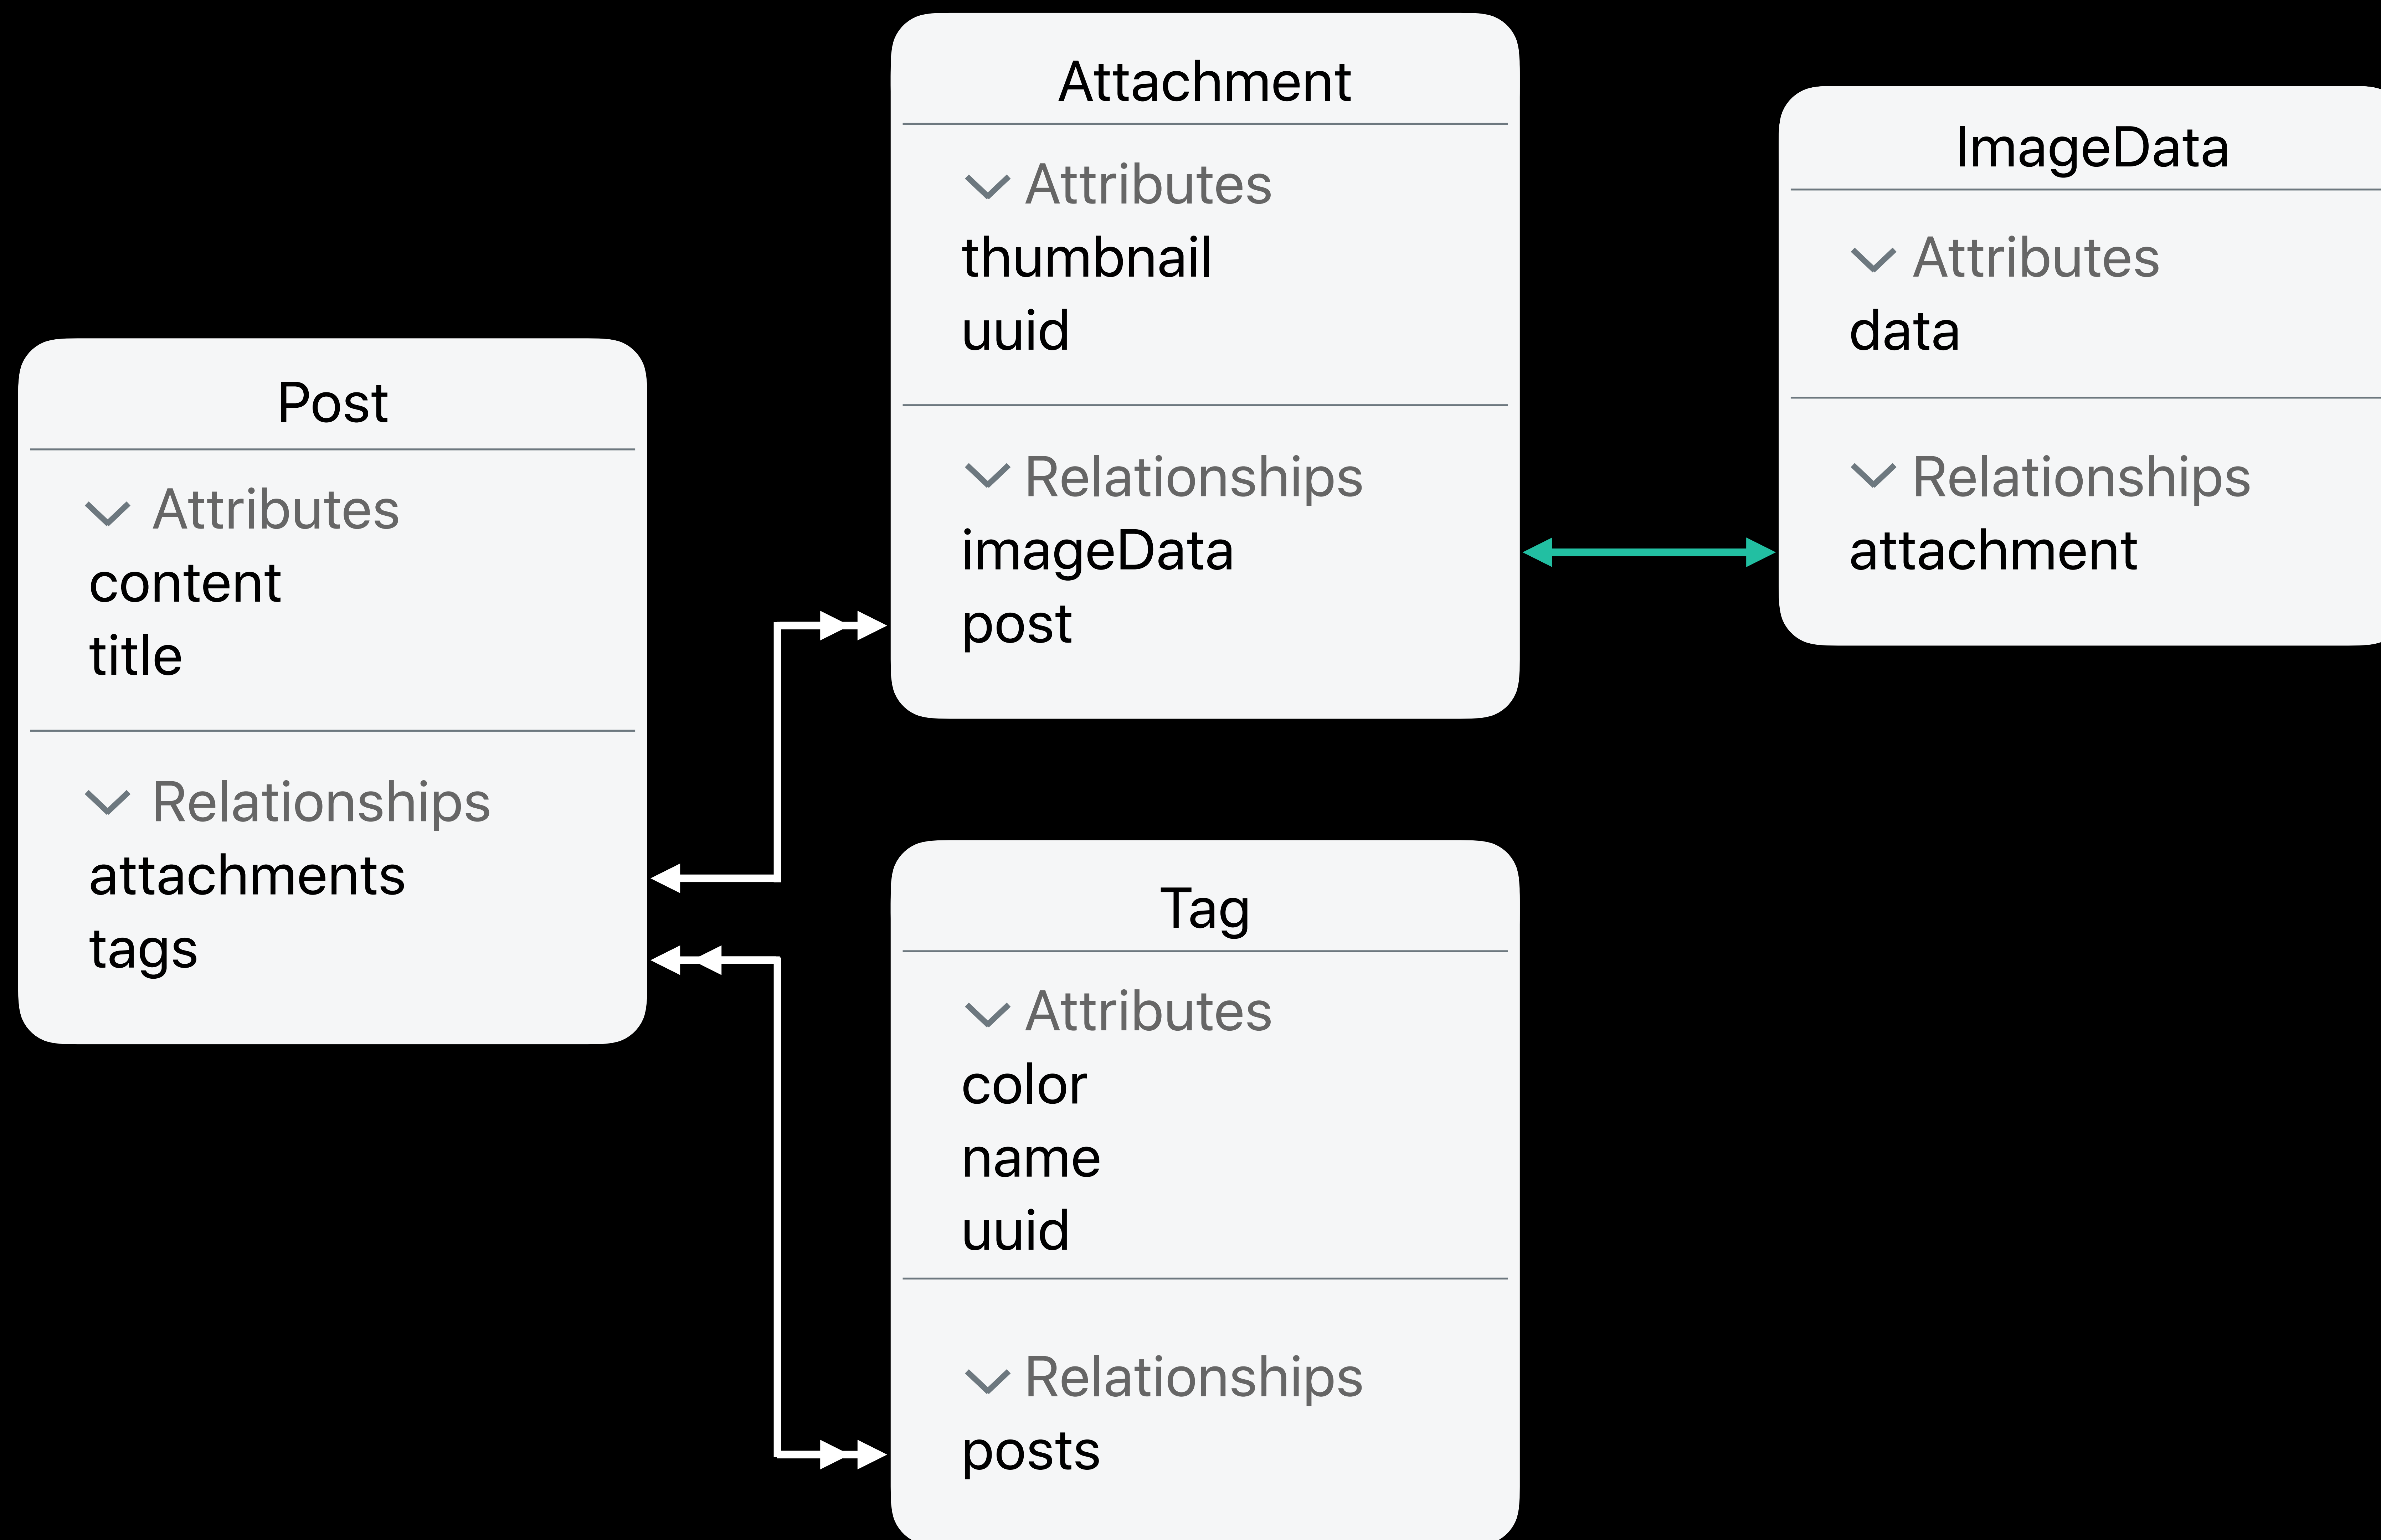 Post
Attributes
content
title
Relationships
attachments
tags
Attachment
Attributes
thumbnail
uuid
Relationships
imageData
post
Tag
Attributes
color
name
uuid
Relationships
posts
ImageData
Attributes
data
Relationships
attachment